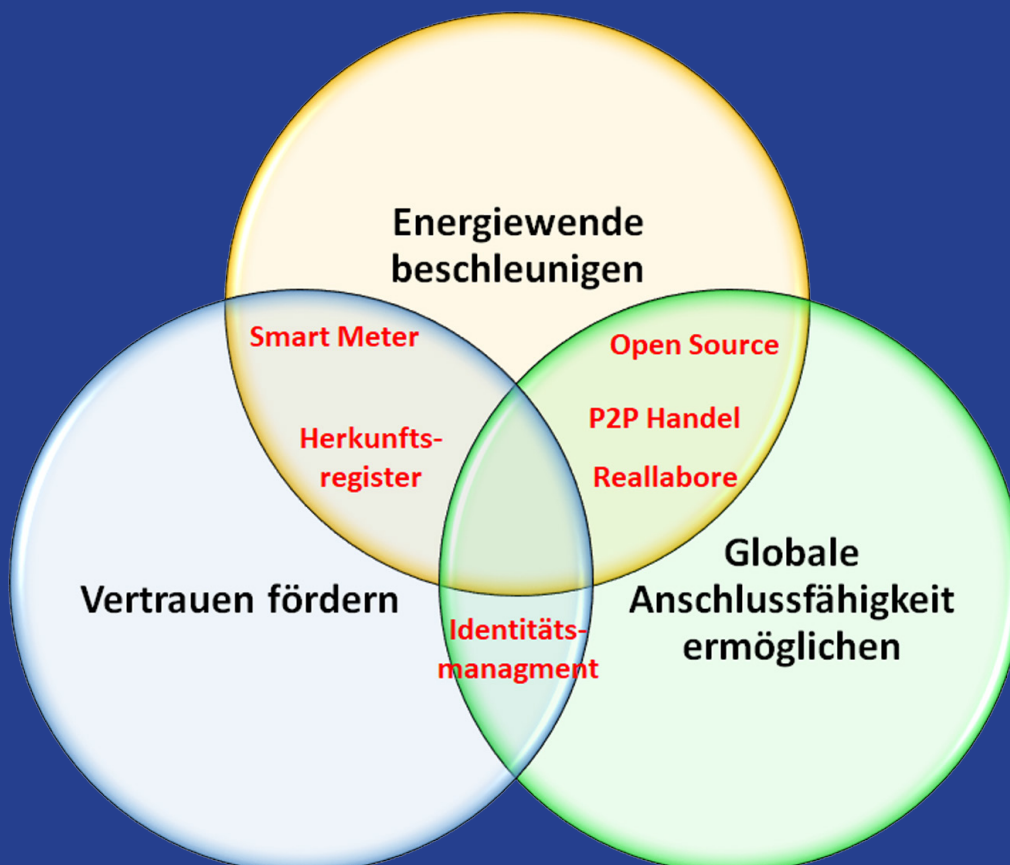 Energiewende
beschleunigen
Smart Meter
Open Source
P2P Handel
Herkunfts-
register
Reallabore
Vertrauen fördern
Globale
Anschlussfähigkeit
ermöglichen
Identitäts-
managment